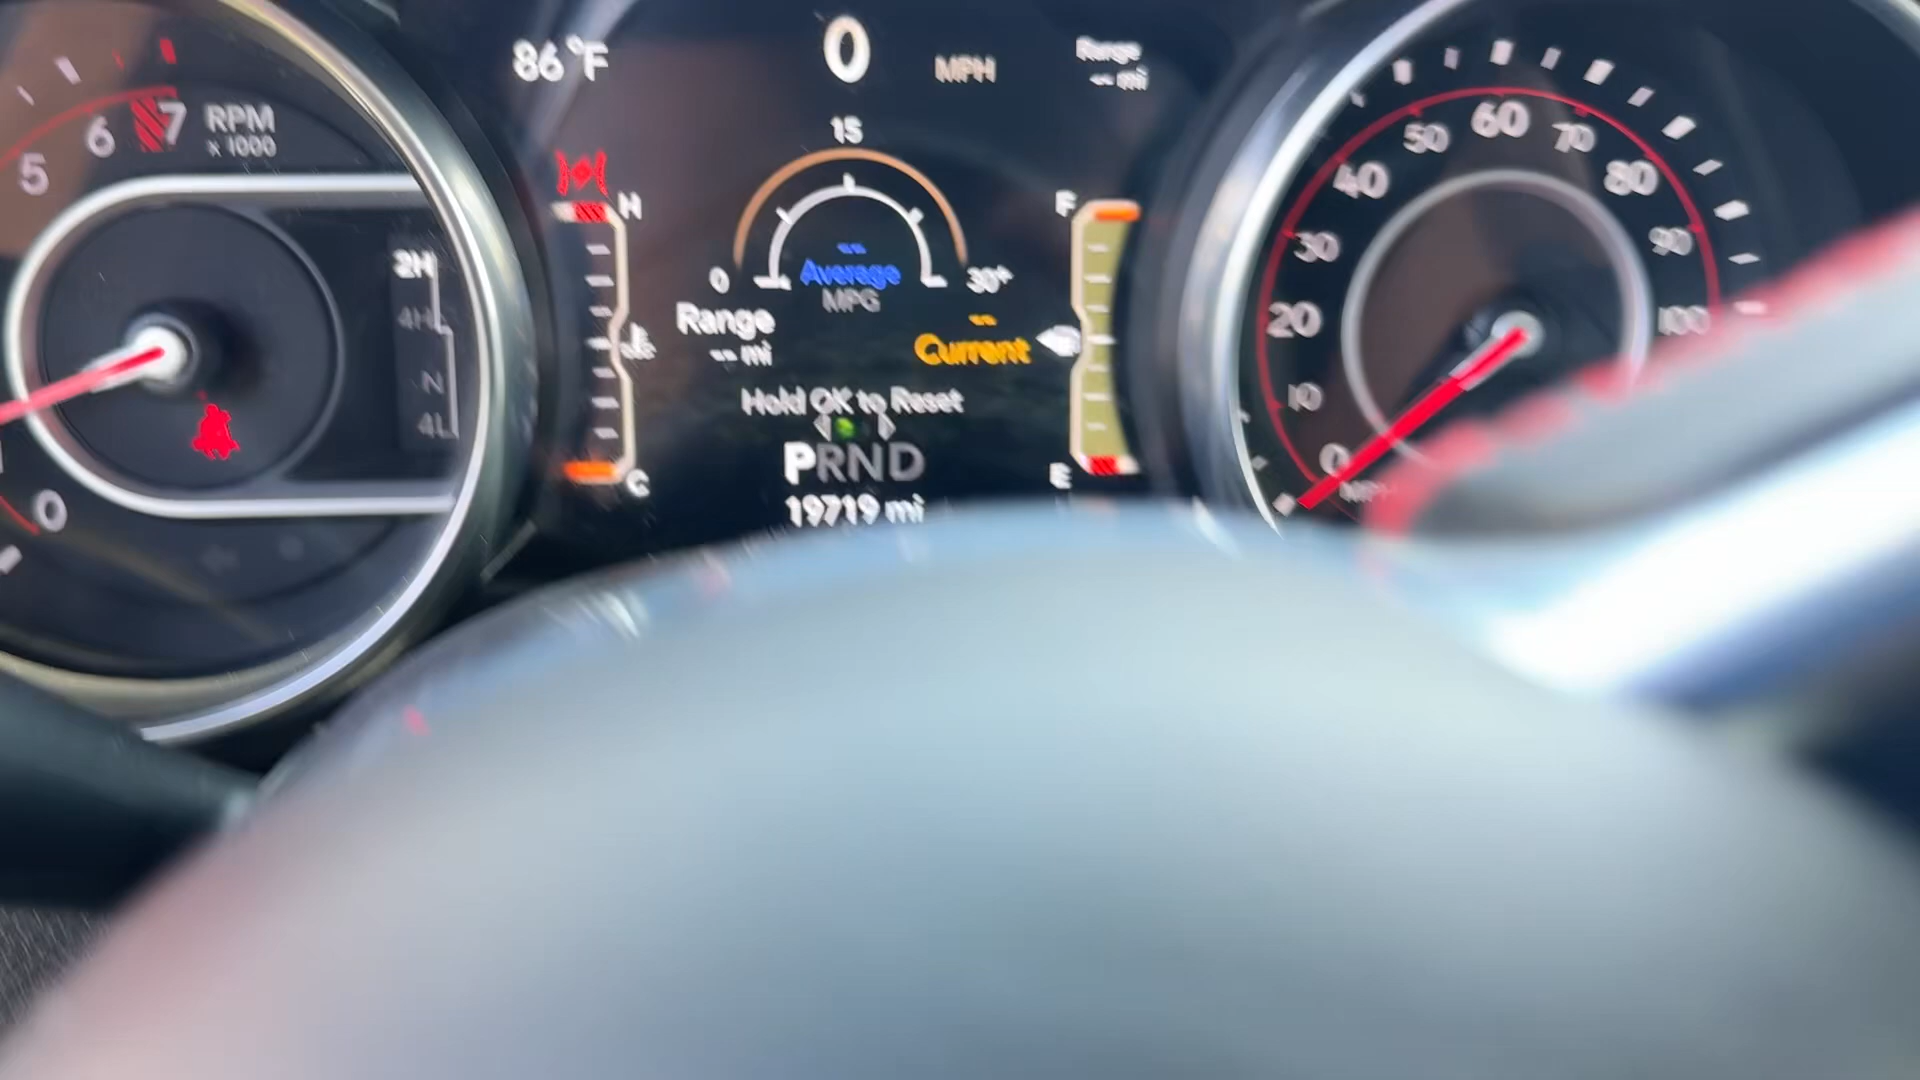 5
6
7
RPM
x 1000
0
2H
4H
N
4L
86 °F
0 MPH
Range
-- mi
H
C
15
0
30+
--
Average
MPG
Range
-- mi
--
Current
Hold OK to Reset
PRND
19719 mi
F
E
0
10
20
30
40
50
60
70
80
90
100
MPH